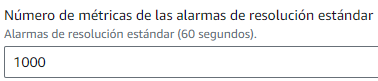 Número de métricas de las alarmas de resolución estándar
Alarmas de resolución estándar (60 segundos).
1000